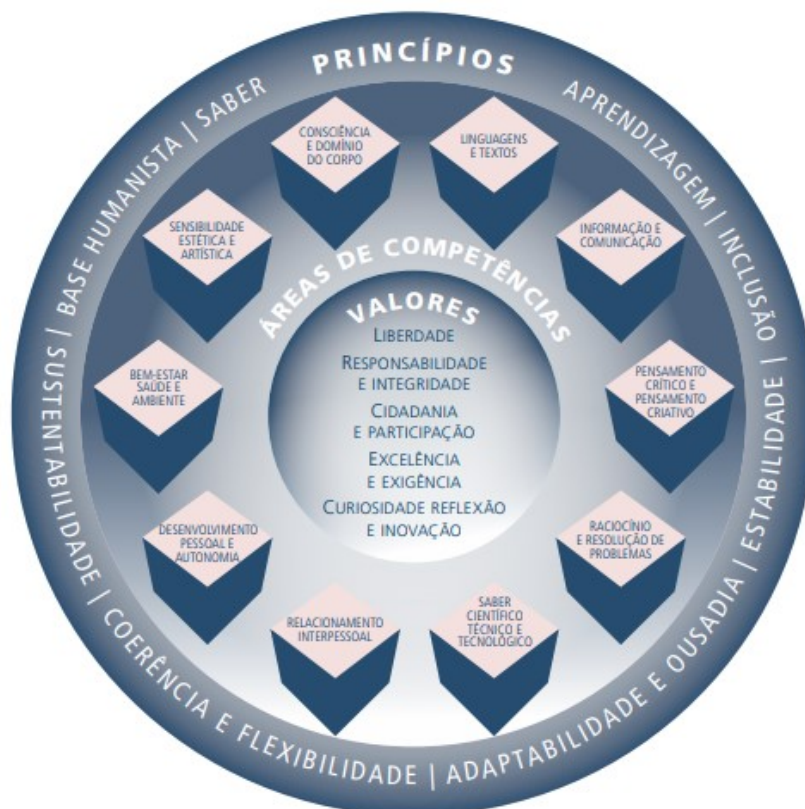 PRINCÍPIOS
BASE HUMANISTA | SABER
APRENDIZAGEM | INCLUSÃO |
ESTABILIDADE |
ADAPTABILIDADE E OUSADIA |
COERÊNCIA E FLEXIBILIDADE |
SUSTENTABILIDADE |
ÁREAS DE COMPETÊNCIAS
LINGUAGENS
E TEXTOS
INFORMAÇÃO E
COMUNICAÇÃO
PENSAMENTO
CRÍTICO E
PENSAMENTO
CRIATIVO
RACIOCÍNIO
E RESOLUÇÃO DE
PROBLEMAS
SABER
CIENTÍFICO
TÉCNICO E
TECNOLÓGICO
RELACIONAMENTO
INTERPESSOAL
DESENVOLVIMENTO
PESSOAL E
AUTONOMIA
BEM-ESTAR
SAÚDE E
AMBIENTE
SENSIBILIDADE
ESTÉTICA E
ARTÍSTICA
CONSCIÊNCIA
E DOMÍNIO
DO CORPO
VALORES
LIBERDADE
RESPONSABILIDADE
E INTEGRIDADE
CIDADANIA
E PARTICIPAÇÃO
EXCELÊNCIA
E EXIGÊNCIA
CURIOSIDADE REFLEXÃO
E INOVAÇÃO